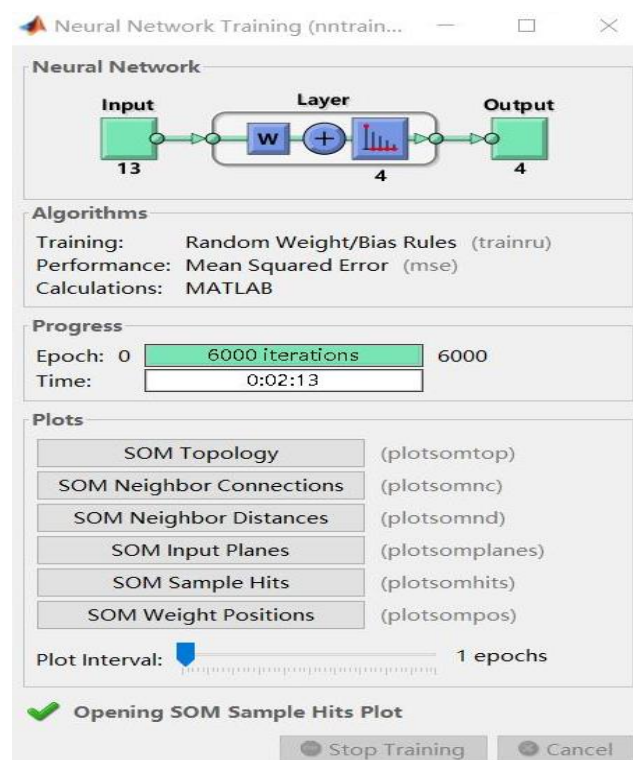 Neural Network Training (nntrain...
Neural Network
Input
Layer
Output
W
+
13
4
4
Algorithms
Training: Random Weight/Bias Rules (trainru)
Performance: Mean Squared Error (mse)
Calculations: MATLAB
Progress
Epoch: 0 6000 iterations 6000
Time: 0:02:13
Plots
SOM Topology (plotsomtop)
SOM Neighbor Connections (plotsomnc)
SOM Neighbor Distances (plotsomnd)
SOM Input Planes (plotsomplanes)
SOM Sample Hits (plotsomhits)
SOM Weight Positions (plotsompos)
Plot Interval: 1 epochs
Opening SOM Sample Hits Plot
Stop Training Cancel